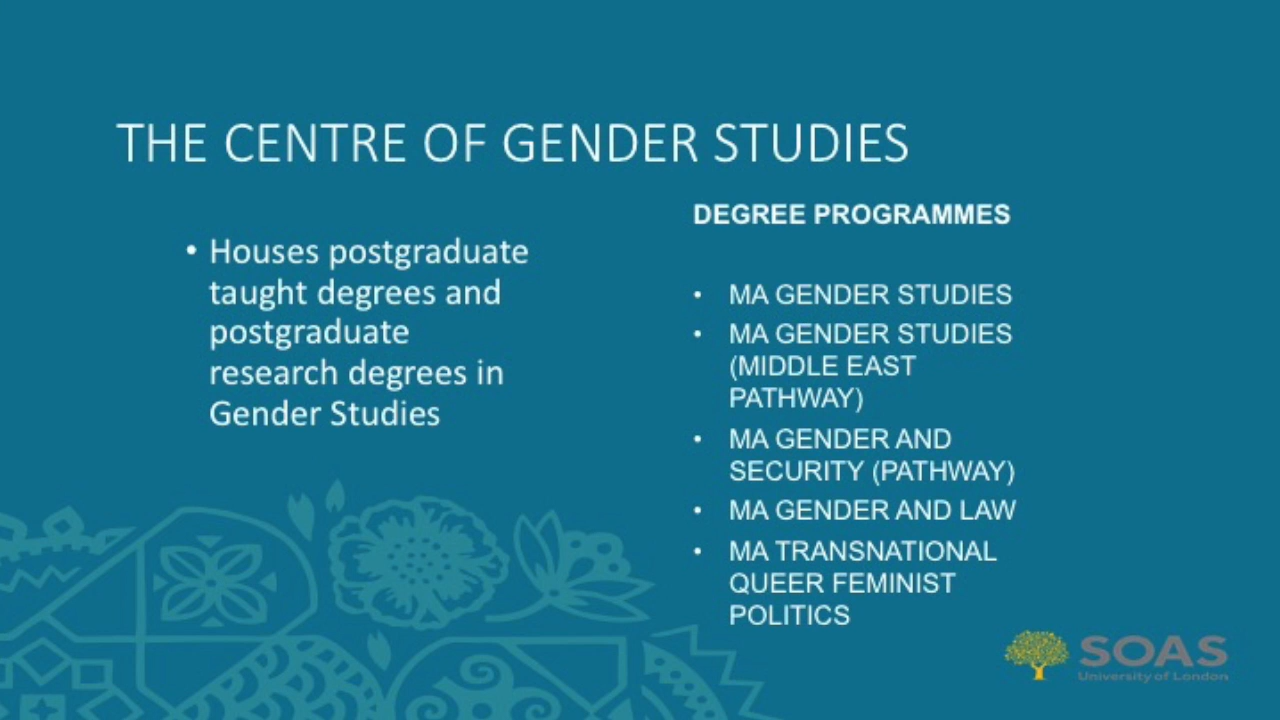 THE CENTRE OF GENDER STUDIES
• Houses postgraduate
taught degrees and
postgraduate
research degrees in
Gender Studies
DEGREE PROGRAMMES
• MA GENDER STUDIES
• MA GENDER STUDIES
(MIDDLE EAST
PATHWAY)
• MA GENDER AND
SECURITY (PATHWAY)
• MA GENDER AND LAW
• MA TRANSNATIONAL
QUEER FEMINIST
POLITICS
SOAS
University of London